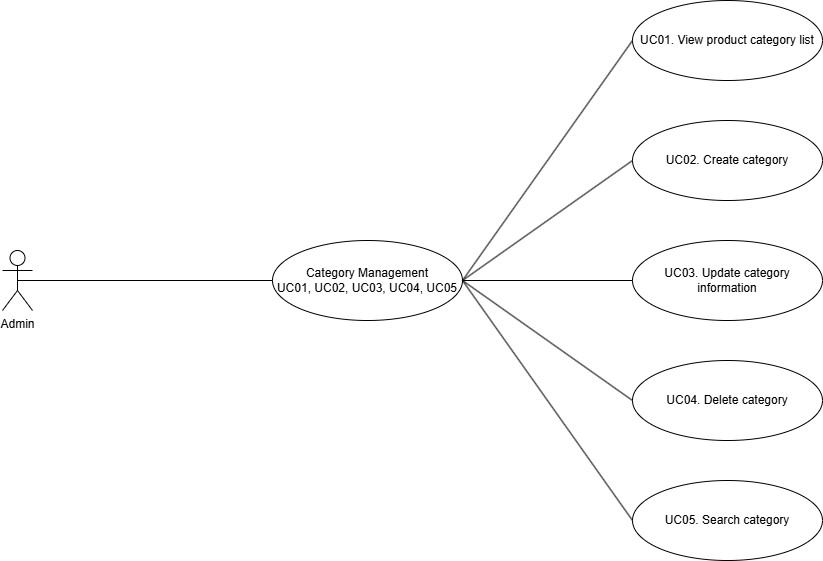 UC01. View product category list
UC02. Create category
Category Management
UC01, UC02, UC03, UC04, UC05
UC03. Update category
information
Admin
UC04. Delete category
UC05. Search category